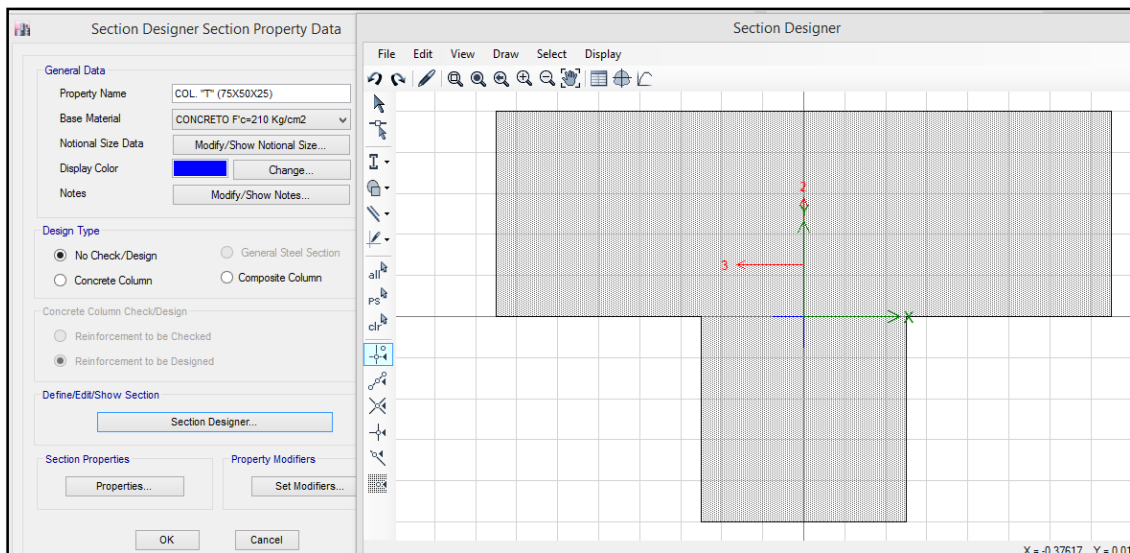 Section Designer Section Property Data
General Data
Property Name
COL. "T" (75X50X25)
Base Material
CONCRETO F'c=210 Kg/cm2
Notional Size Data
Modify/Show Notional Size...
Display Color
Change...
Notes
Modify/Show Notes...
Design Type
No Check/Design
General Steel Section
Concrete Column
Composite Column
Concrete Column Check/Design
Reinforcement to be Checked
Reinforcement to be Designed
Define/Edit/Show Section
Section Designer...
Section Properties
Property Modifiers
Properties...
Set Modifiers...
OK
Cancel
Section Designer
File Edit View Draw Select Display
all
PS
clr
2
3
X
X = -0.37617 Y = 0.01